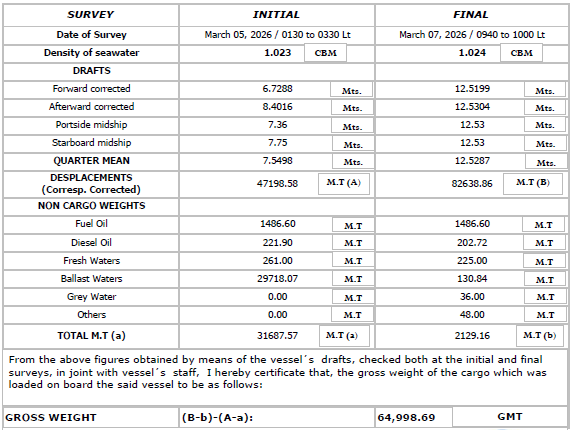 SURVEY INITIAL FINAL
Date of Survey March 05, 2026 / 0130 to 0330 Lt March 07, 2026 / 0940 to 1000 Lt
Density of seawater 1.023 CBM 1.024 CBM
DRAFTS
Forward corrected 6.7288 Mts. 12.5199 Mts.
Afterward corrected 8.4016 Mts. 12.5304 Mts.
Portside midship 7.36 Mts. 12.53 Mts.
Starboard midship 7.75 Mts. 12.53 Mts.
QUARTER MEAN 7.5498 Mts. 12.5287 Mts.
DESPLACEMENTS
(Corresp. Corrected) 47198.58 M.T (A) 82638.86 M.T (B)
NON CARGO WEIGHTS
Fuel Oil 1486.60 M.T 1486.60 M.T
Diesel Oil 221.90 M.T 202.72 M.T
Fresh Waters 261.00 M.T 225.00 M.T
Ballast Waters 29718.07 M.T 130.84 M.T
Grey Water 0.00 M.T 36.00 M.T
Others 0.00 M.T 48.00 M.T
TOTAL M.T (a) 31687.57 M.T (a) 2129.16 M.T (b)
From the above figures obtained by means of the vessel´s drafts, checked both at the initial and final
surveys, in joint with vessel´s staff, I hereby certificate that, the gross weight of the cargo which was
loaded on board the said vessel to be as follows:
GROSS WEIGHT (B-b)-(A-a): 64,998.69 GMT